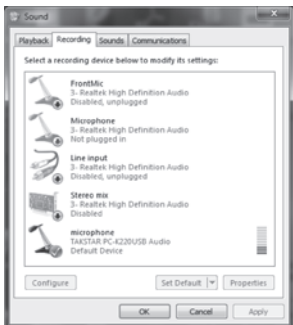 Sound
Playback Recording Sounds Communications
Select a recording device below to modify its settings:
FrontMic
3- Realtek High Definition Audio
Disabled, unplugged
Microphone
3- Realtek High Definition Audio
Not plugged in
Line input
3- Realtek High Definition Audio
Disabled, unplugged
Stereo mix
3- Realtek High Definition Audio
Disabled
microphone
TAKSTAR PC-K220USB Audio
Default Device
Configure Set Default Properties
OK Cancel Apply